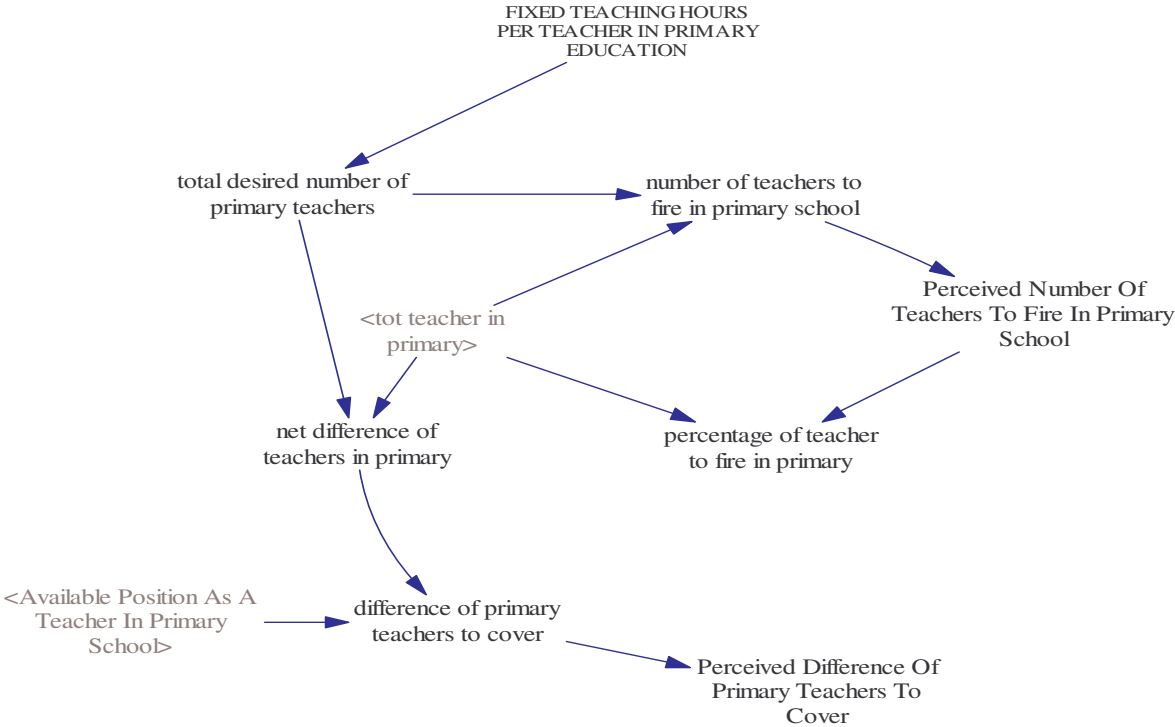 FIXED TEACHING HOURS
PER TEACHER IN PRIMARY
EDUCATION
total desired number of
primary teachers
number of teachers to
fire in primary school
Perceived Number Of
Teachers To Fire In Primary
School
<tot teacher in
primary>
net difference of
teachers in primary
percentage of teacher
to fire in primary
<Available Position As A
Teacher In Primary
School>
difference of primary
teachers to cover
Perceived Difference Of
Primary Teachers To
Cover